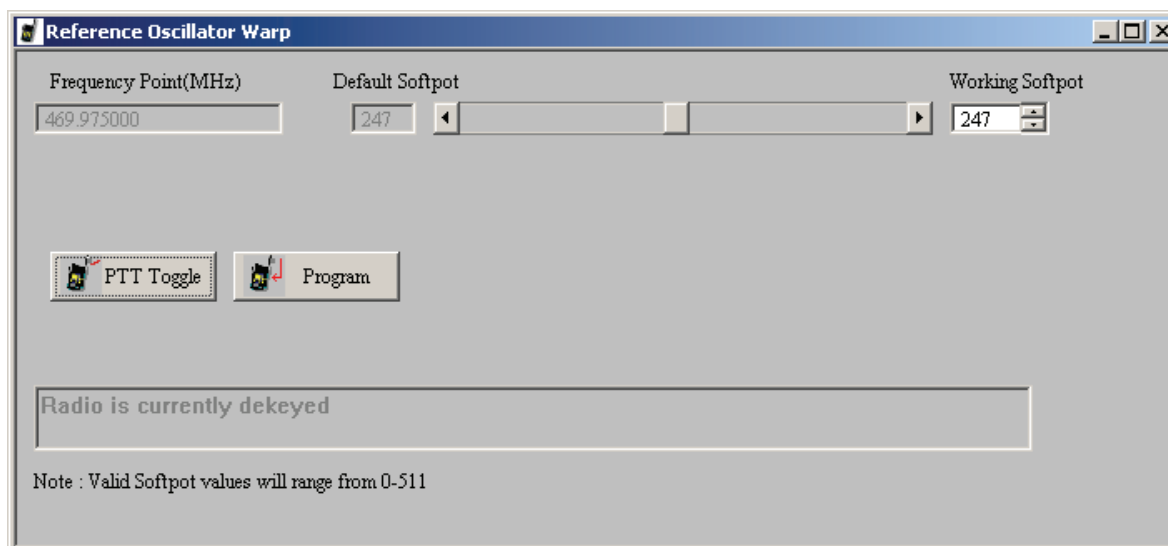 Reference Oscillator Warp
Frequency Point(MHz) Default Softpot Working Softpot
469.975000 247 247
PTT Toggle Program
Radio is currently dekeyed
Note : Valid Softpot values will range from 0-511